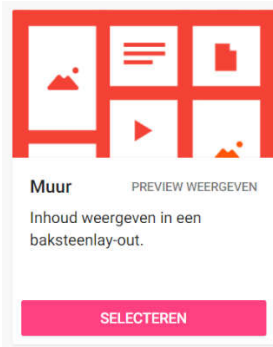 Muur PREVIEW WEERGEVEN
Inhoud weergeven in een
baksteenlay-out.
SELECTEREN